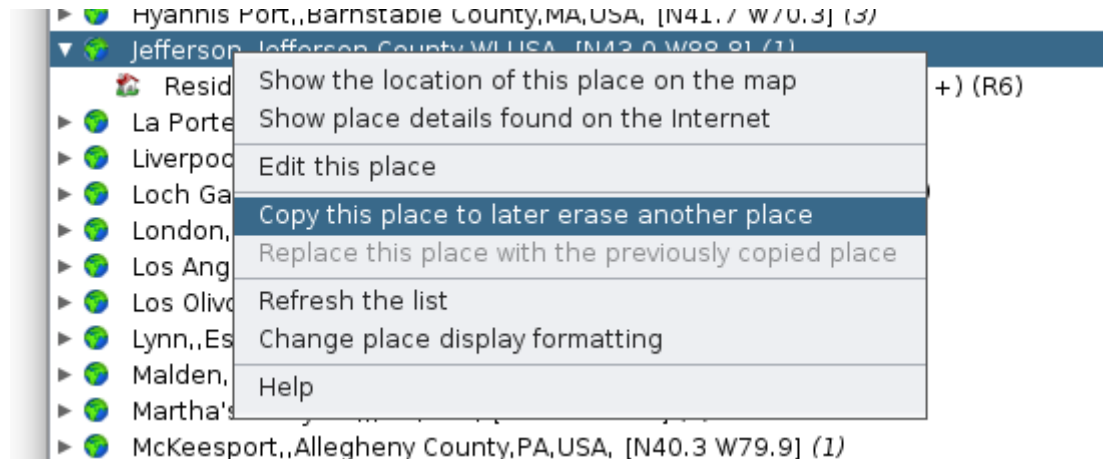 Hyannis Port,,Barnstable County,MA,USA, [N41.7 W70.3] (3)
Jefferson, Jefferson County,WI,USA, [N43.0 W88.8] (1)
Resid +) (R6)
La Porte
Liverpoo
Loch Ga
London,
Los Ang
Los Olivo
Lynn,,Es
Malden,
Martha's
McKeesport,,Allegheny County,PA,USA, [N40.3 W79.9] (1)
Show the location of this place on the map
Show place details found on the Internet
Edit this place
Copy this place to later erase another place
Replace this place with the previously copied place
Refresh the list
Change place display formatting
Help